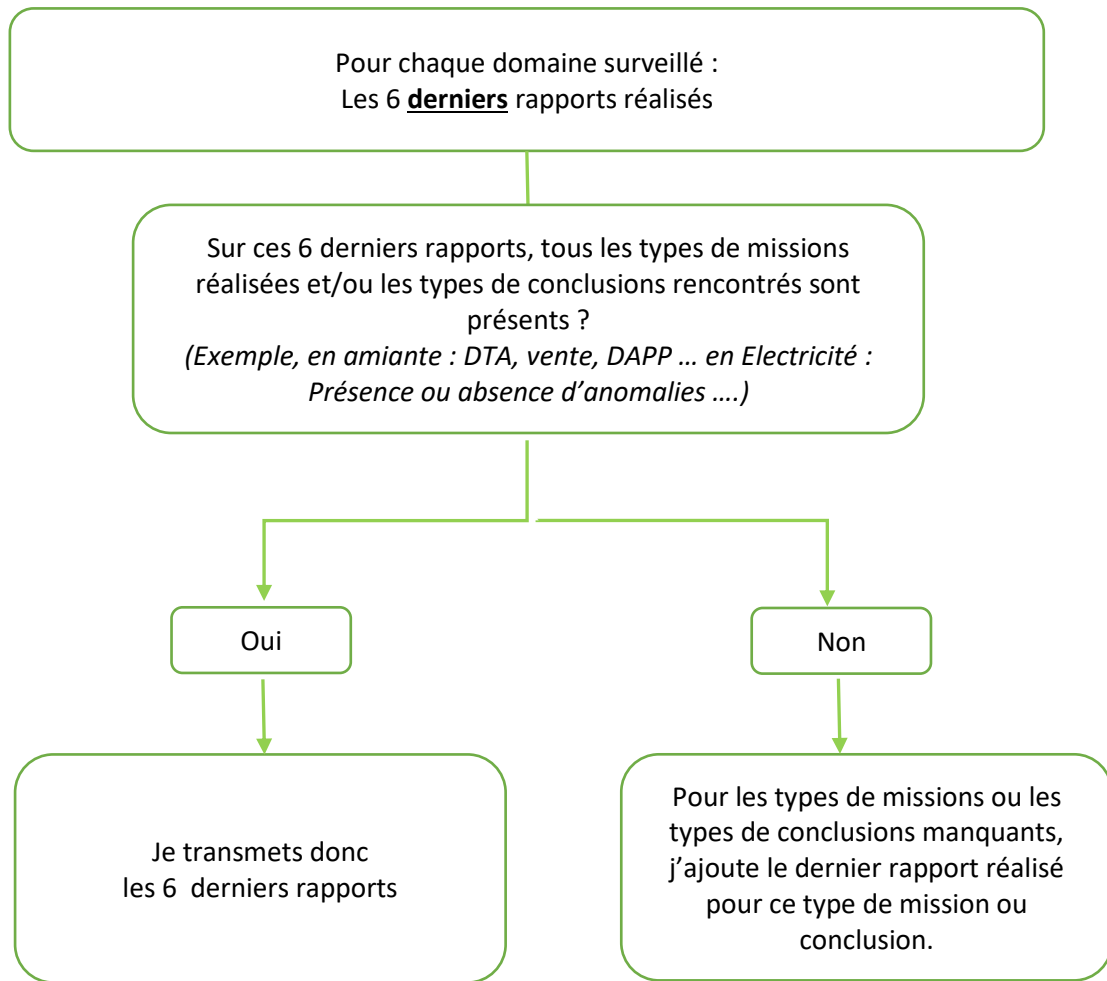 Pour chaque domaine surveillé :
Les 6 derniers rapports réalisés
Sur ces 6 derniers rapports, tous les types de missions
réalisées et/ou les types de conclusions rencontrés sont
présents ?
(Exemple, en amiante : DTA, vente, DAPP … en Electricité :
Présence ou absence d’anomalies ….)
Oui
Non
Je transmets donc
les 6 derniers rapports
Pour les types de missions ou les
types de conclusions manquants,
j’ajoute le dernier rapport réalisé
pour ce type de mission ou
conclusion.